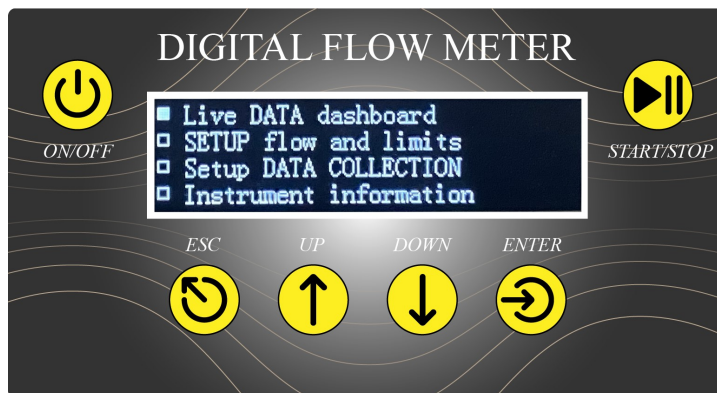 DIGITAL FLOW METER
Live DATA dashboard
SETUP flow and limits
Setup DATA COLLECTION
Instrument information
ON/OFF
START/STOP
ESC
UP
DOWN
ENTER